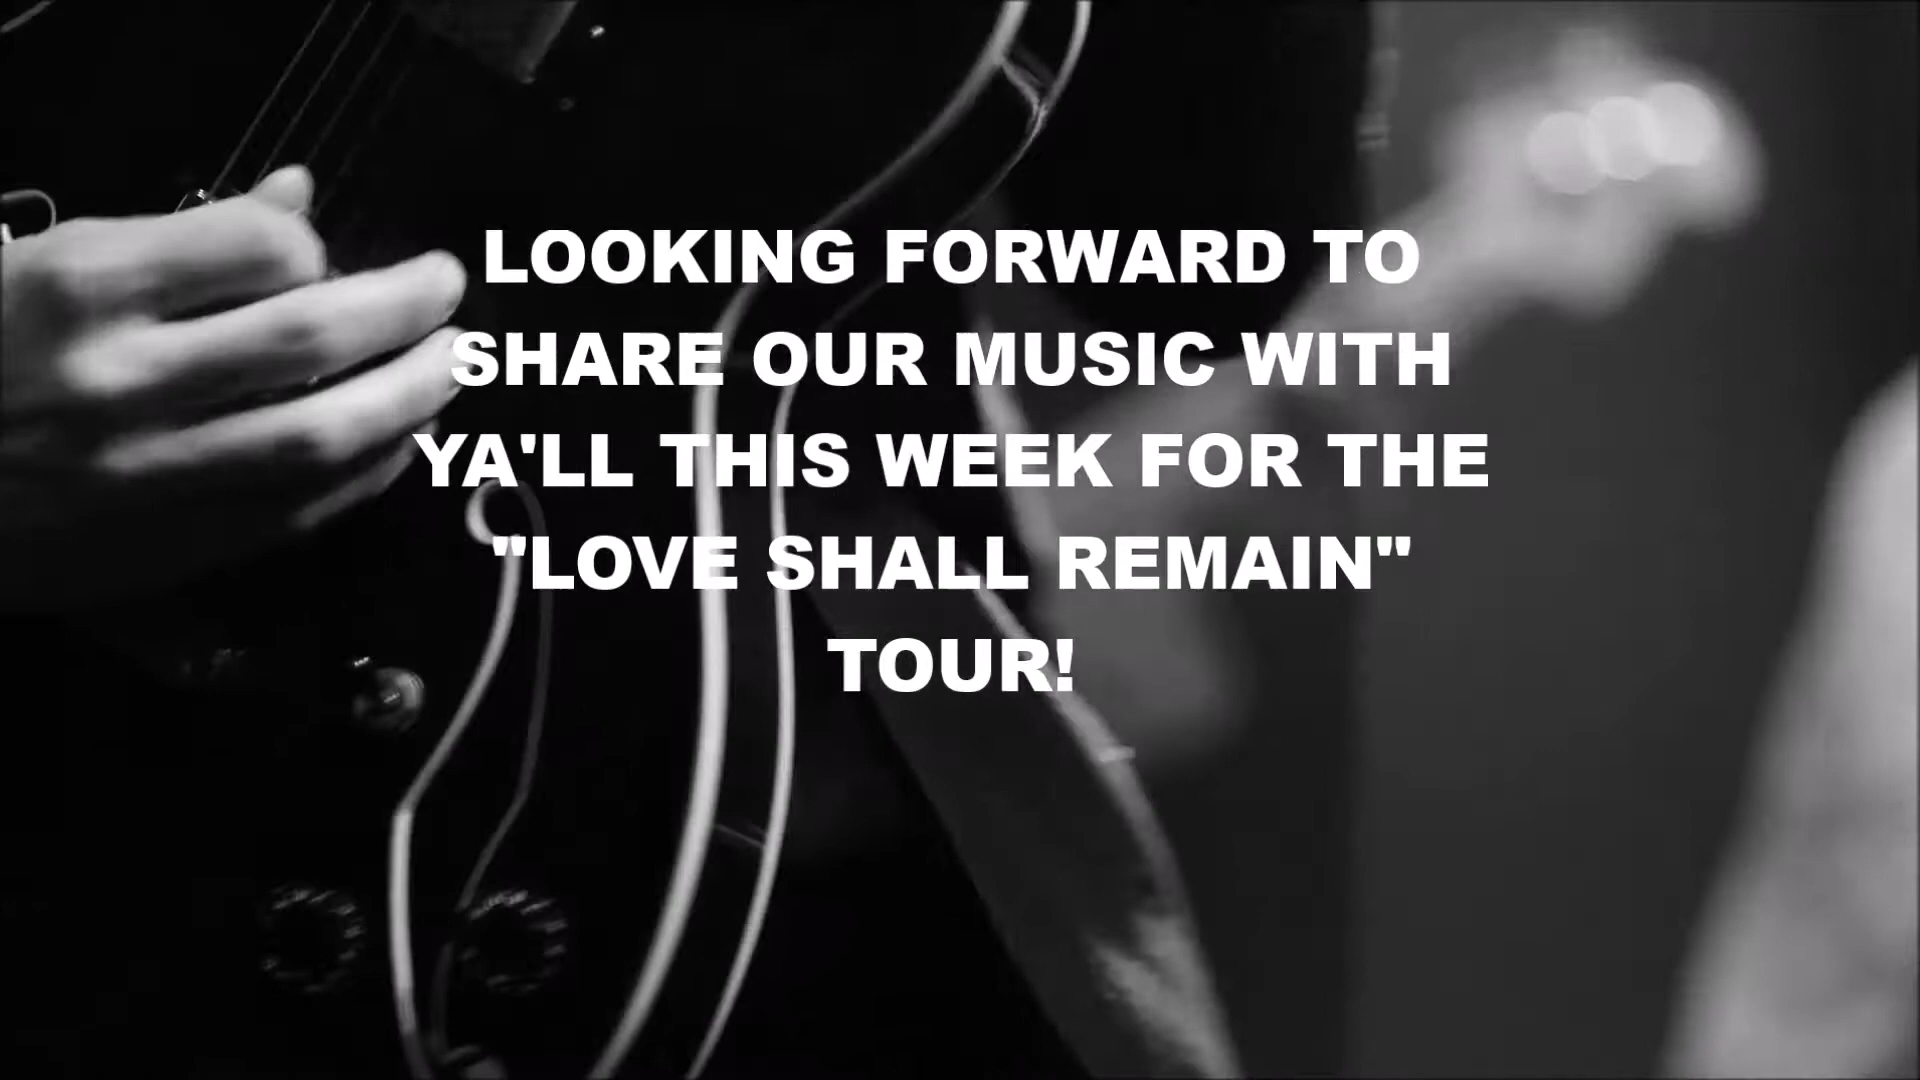 LOOKING FORWARD TO
SHARE OUR MUSIC WITH
YA'LL THIS WEEK FOR THE
"LOVE SHALL REMAIN"
TOUR!